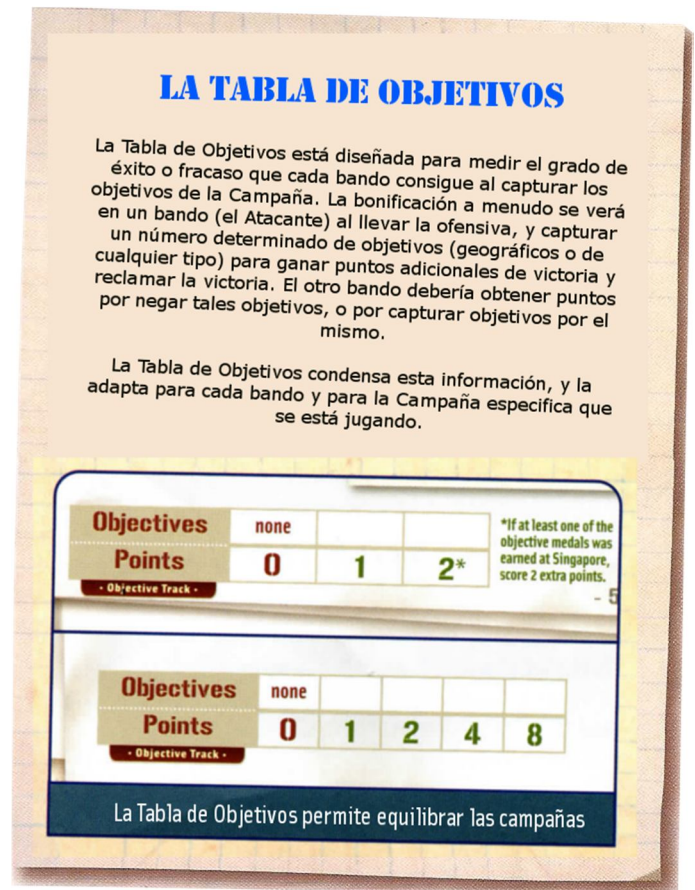 LA TABLA DE OBJETIVOS
La Tabla de Objetivos está diseñada para medir el grado de
éxito o fracaso que cada bando consigue al capturar los
objetivos de la Campaña. La bonificación a menudo se verá
en un bando (el Atacante) al llevar la ofensiva, y capturar
un número determinado de objetivos (geográficos o de
cualquier tipo) para ganar puntos adicionales de victoria y
reclamar la victoria. El otro bando debería obtener puntos
por negar tales objetivos, o por capturar objetivos por el
mismo.
La Tabla de Objetivos condensa esta información, y la
adapta para cada bando y para la Campaña especifica que
se está jugando.
Objectives none
Points 0 1 2*
• Objective Track •
*If at least one of the
objective medals was
earned at Singapore,
score 2 extra points.
- 5
Objectives none
Points 0 1 2 4 8
• Objective Track •
La Tabla de Objetivos permite equilibrar las campañas